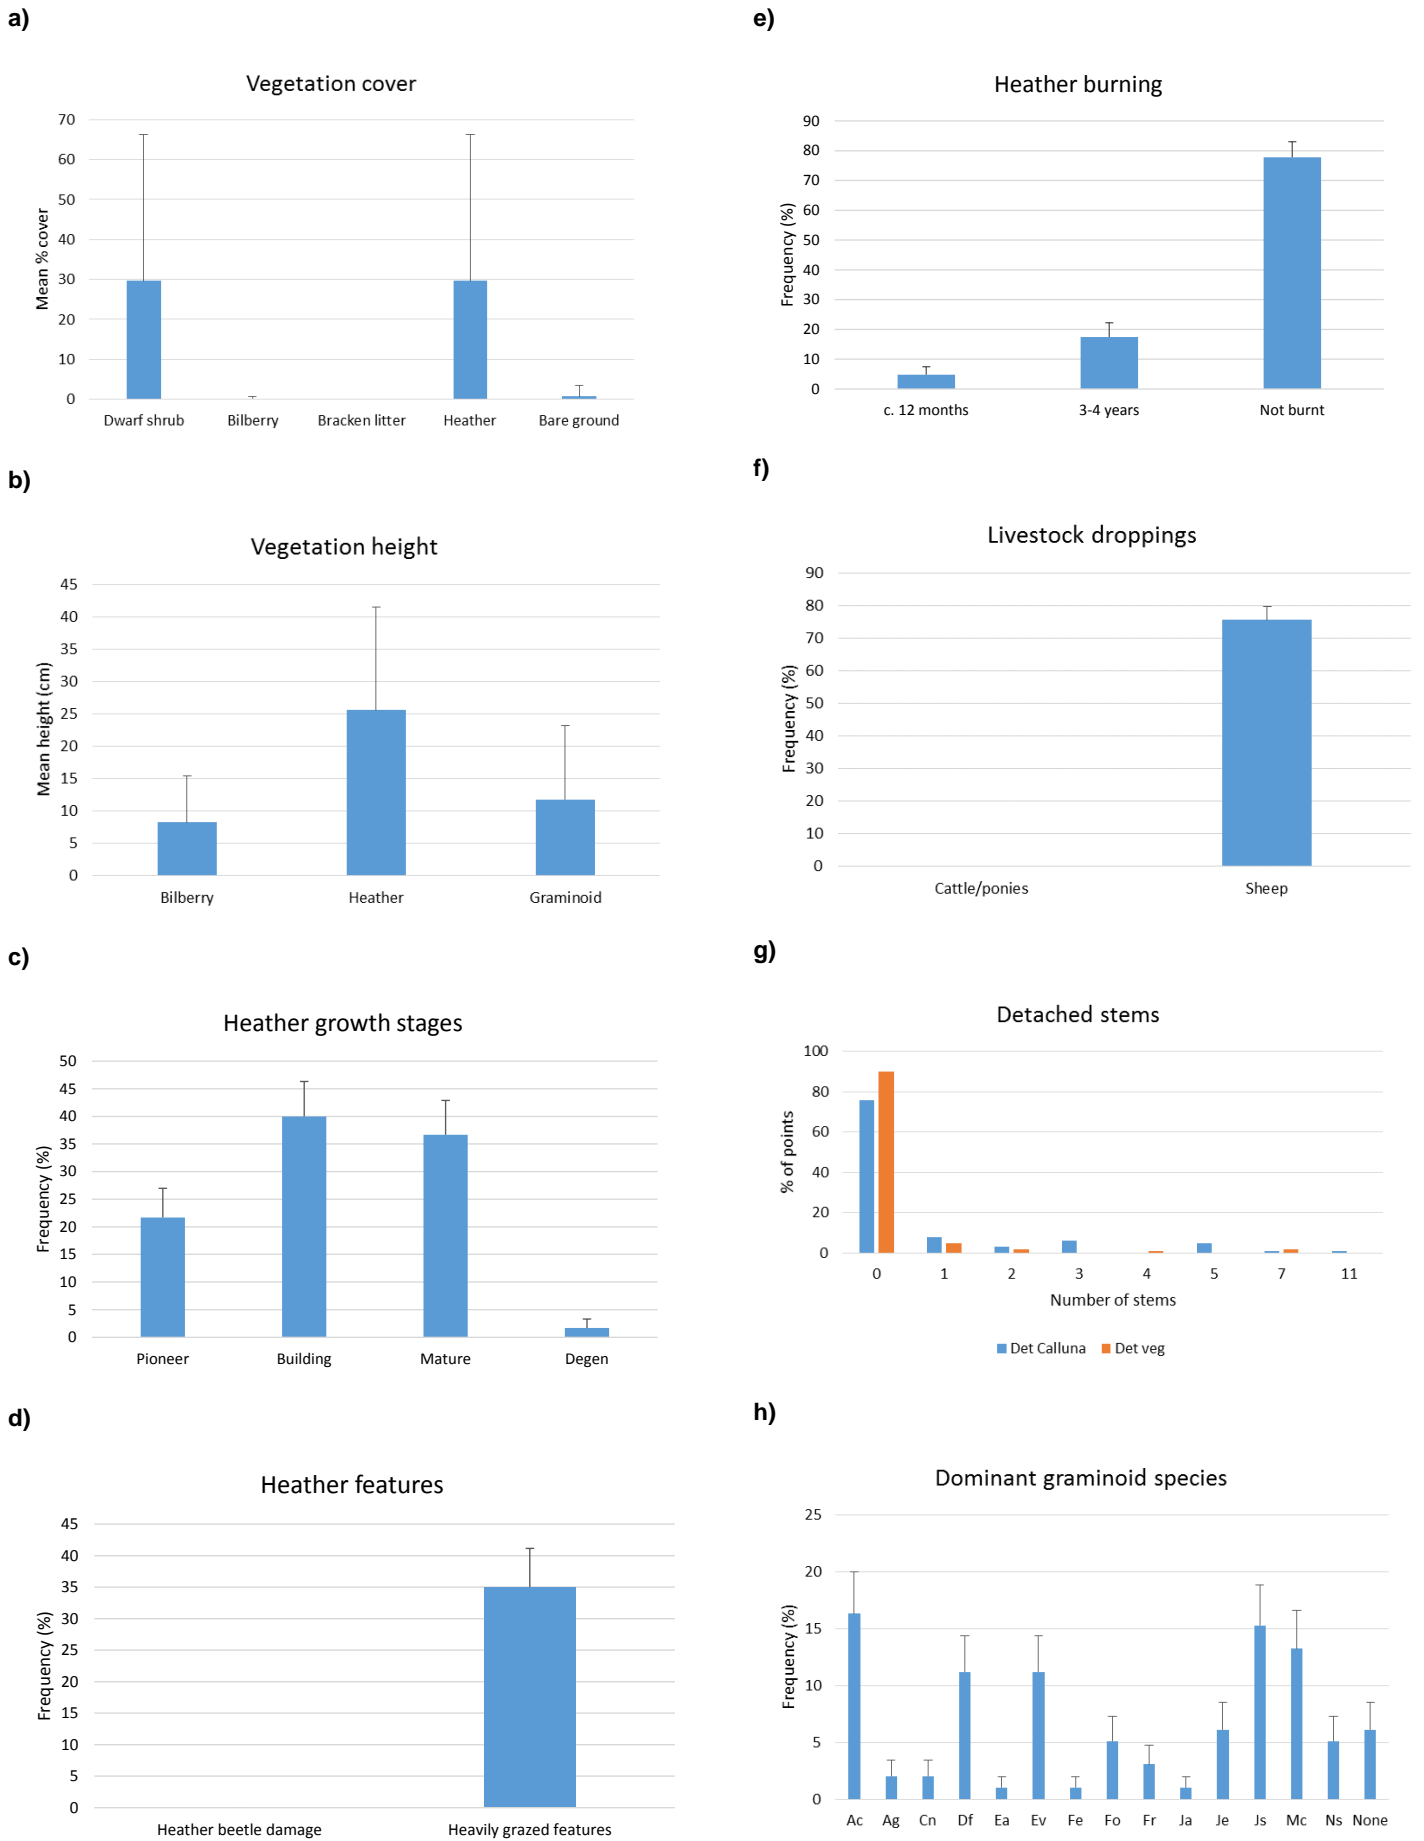 a)
Vegetation cover
70
60
50
40
30
20
10
0
Mean % cover
Dwarf shrub Bilberry Bracken litter Heather Bare ground
b)
Vegetation height
45
40
35
30
25
20
15
10
5
0
Mean height (cm)
Bilberry Heather Graminoid
c)
Heather growth stages
50
45
40
35
30
25
20
15
10
5
0
Frequency (%)
Pioneer Building Mature Degen
d)
Heather features
45
40
35
30
25
20
15
10
5
0
Frequency (%)
Heather beetle damage Heavily grazed features
e)
Heather burning
90
80
70
60
50
40
30
20
10
0
Frequency (%)
c. 12 months 3-4 years Not burnt
f)
Livestock droppings
90
80
70
60
50
40
30
20
10
0
Frequency (%)
Cattle/ponies Sheep
g)
Detached stems
100
80
60
40
20
0
% of points
0 1 2 3 4 5 7 11
Number of stems
Det Calluna Det veg
h)
Dominant graminoid species
25
20
15
10
5
0
Frequency (%)
Ac Ag Cn Df Ea Ev Fe Fo Fr Ja Je Js Mc Ns None